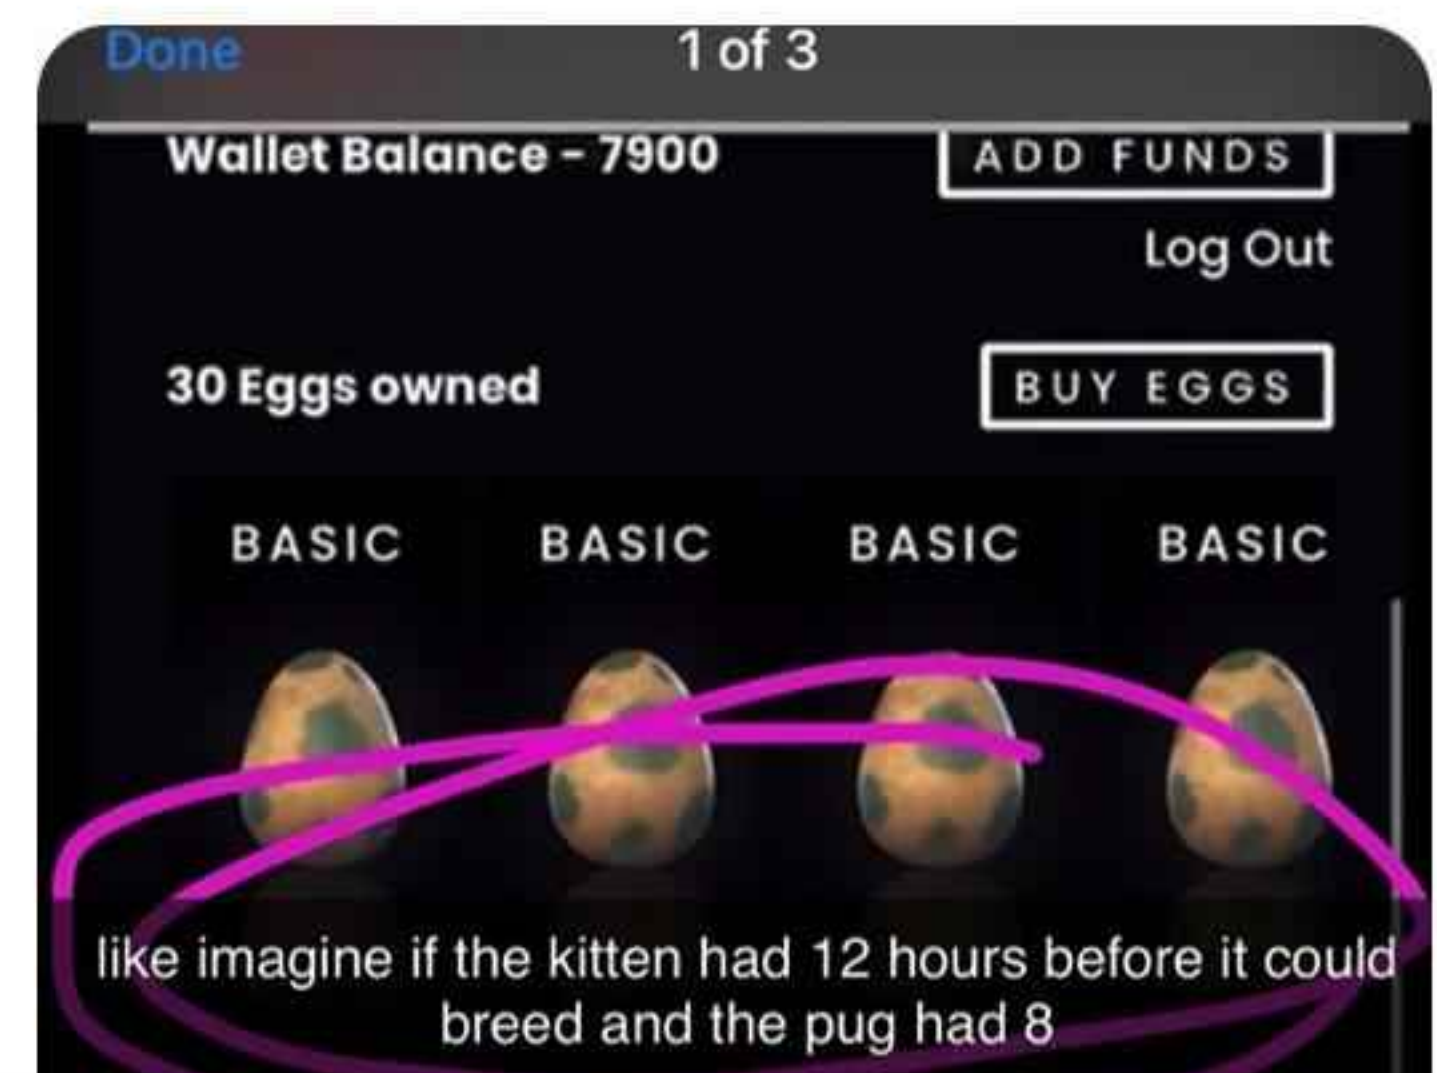 Done 1 of 3
Wallet Balance - 7900 ADD FUNDS
Log Out
30 Eggs owned BUY EGGS
BASIC BASIC BASIC BASIC
like imagine if the kitten had 12 hours before it could
breed and the pug had 8